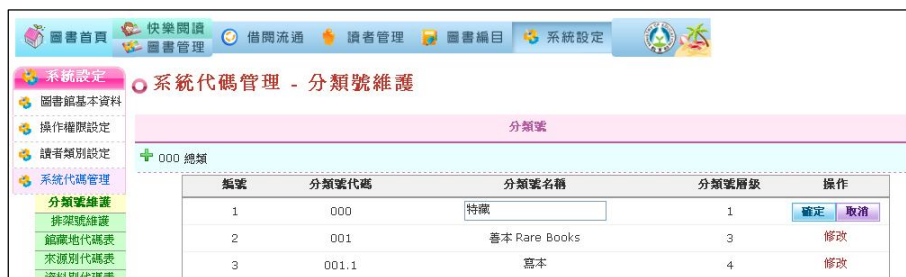 圖書首頁 快樂閱讀 圖書管理 借閱流通 讀者管理 圖書編目 系統設定
系統設定
圖書館基本資料
操作權限設定
讀者類別設定
系統代碼管理
分類號維護
排架號維護
館藏地代碼表
來源別代碼表
資料別代碼表
系統代碼管理 - 分類號維護
分類號
000 總類
編號 分類號代碼 分類號名稱 分類號層級 操作
1 000 特藏 1 確定 取消
2 001 善本 Rare Books 3 修改
3 001.1 寫本 4 修改